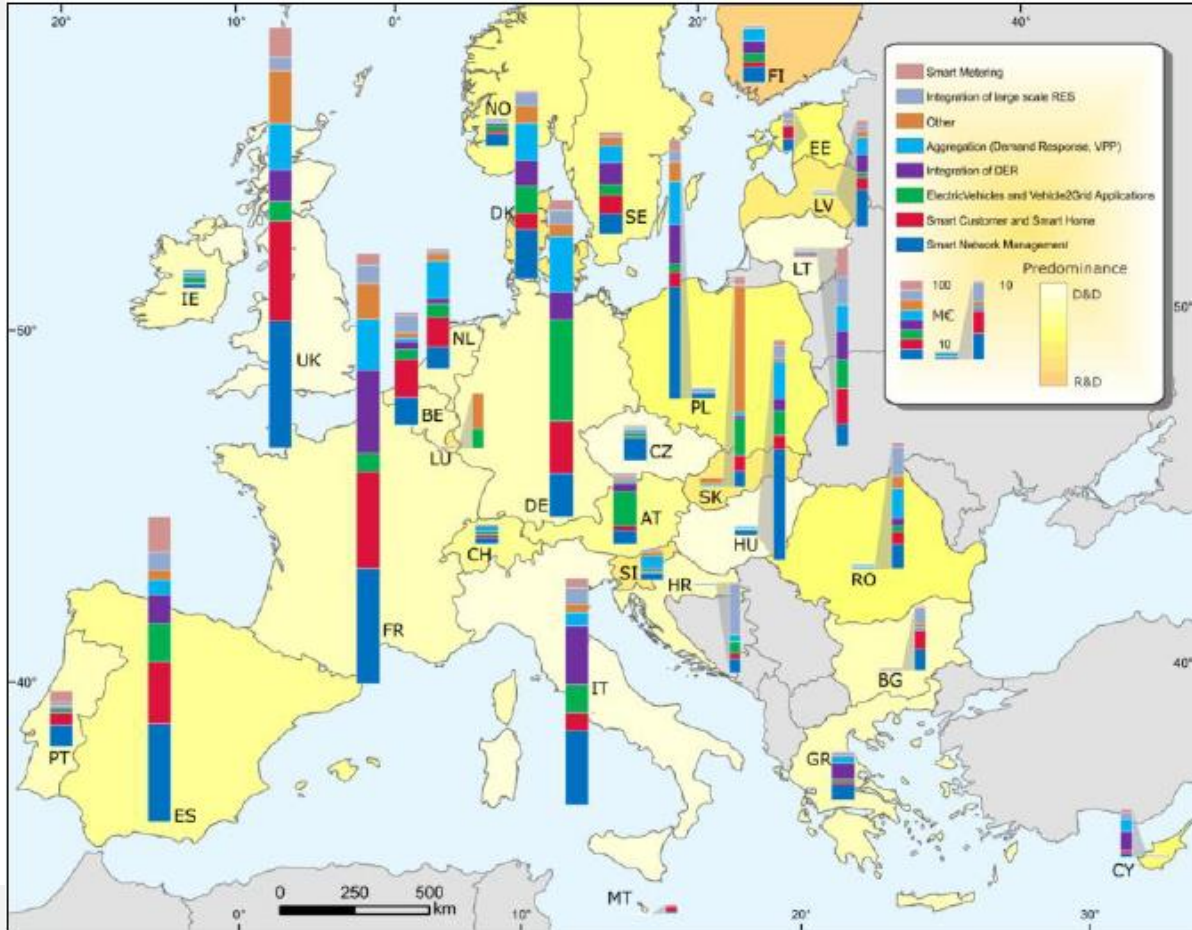 20°
10°
0°
20°
40°
Smart Metering
Integration of large scale RES
Other
Aggregation (Demand Response, VPP)
Integration of DER
ElectricVehicles and Vehicle2Grid Applications
Smart Customer and Smart Home
Smart Network Management
Predominance
100
10
D&D
M€
10
R&D
FI
NO
EE
DK
SE
LV
LT
IE
50°
50°
UK
NL
BE
PL
LU
CZ
SK
DE
AT
CH
HU
SI
HR
RO
FR
40°
40°
IT
BG
PT
GR
ES
CY
MT
0
250
500
km
0°
10°
20°
30°